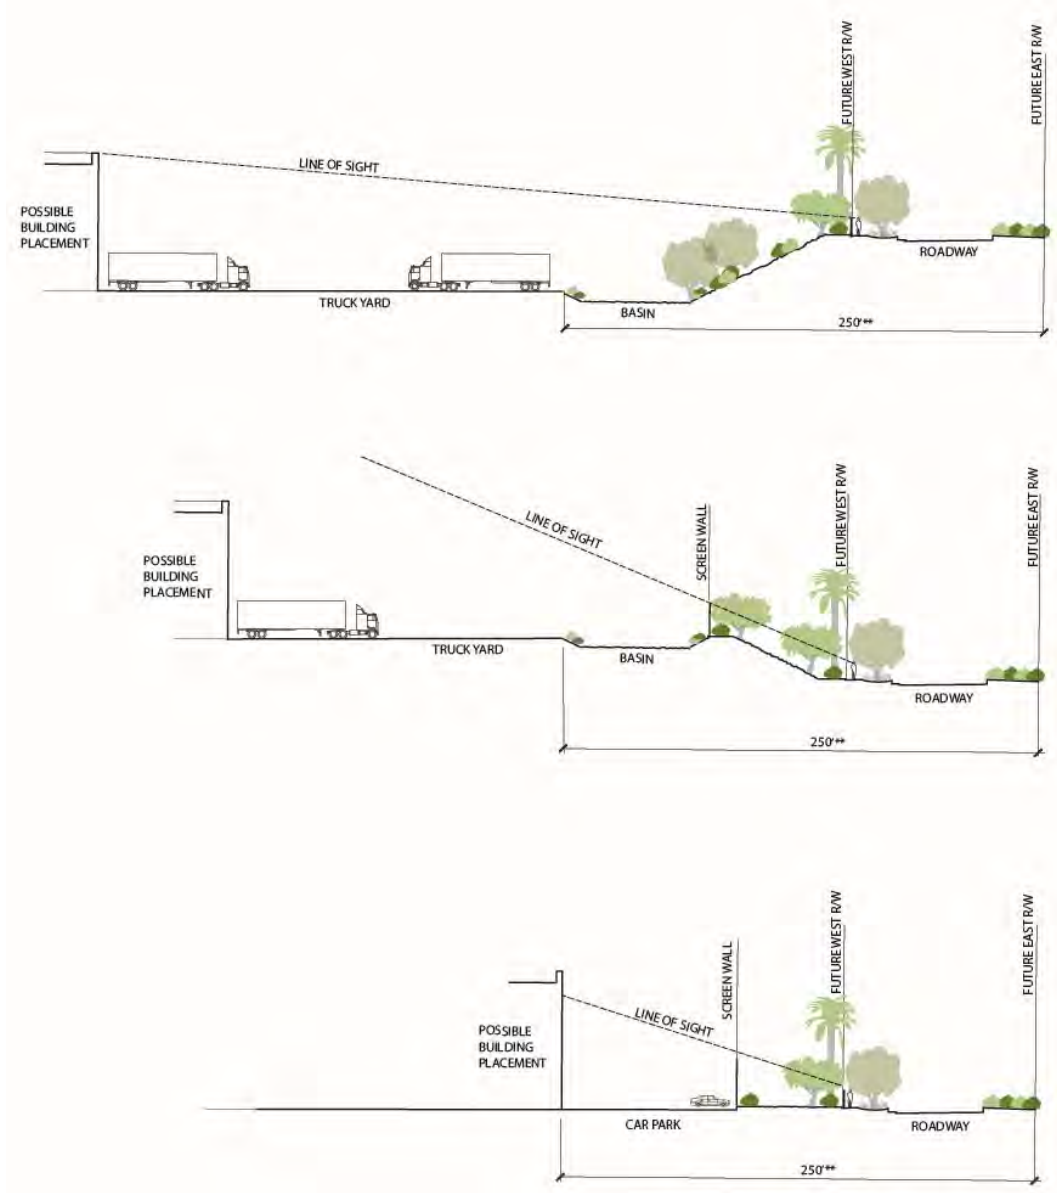 FUTURE WEST R/W
FUTURE EAST R/W
LINE OF SIGHT
POSSIBLE
BUILDING
PLACEMENT
ROADWAY
TRUCK YARD
BASIN
250'**
LINE OF SIGHT
SCREEN WALL
FUTURE WEST R/W
FUTURE EAST R/W
POSSIBLE
BUILDING
PLACEMENT
TRUCK YARD
BASIN
ROADWAY
250'**
SCREEN WALL
FUTURE WEST R/W
FUTURE EAST R/W
LINE OF SIGHT
POSSIBLE
BUILDING
PLACEMENT
CAR PARK
ROADWAY
250'**